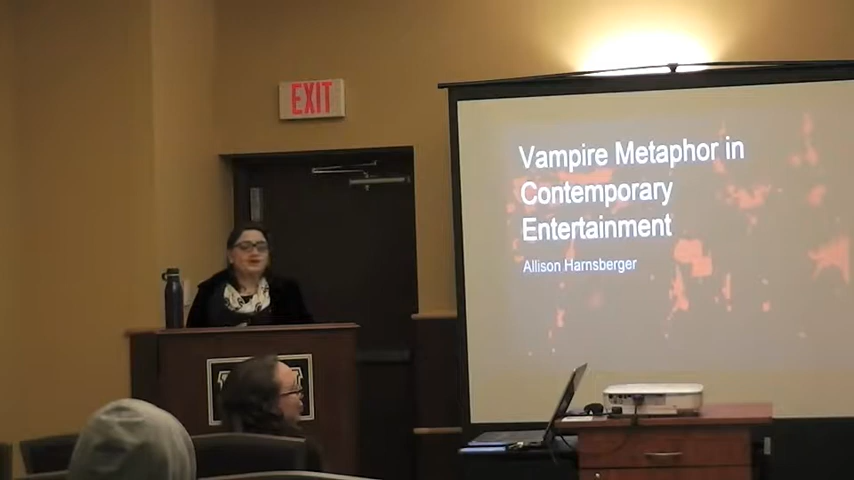 EXIT
Vampire Metaphor in
Contemporary
Entertainment
Allison Harnsberger